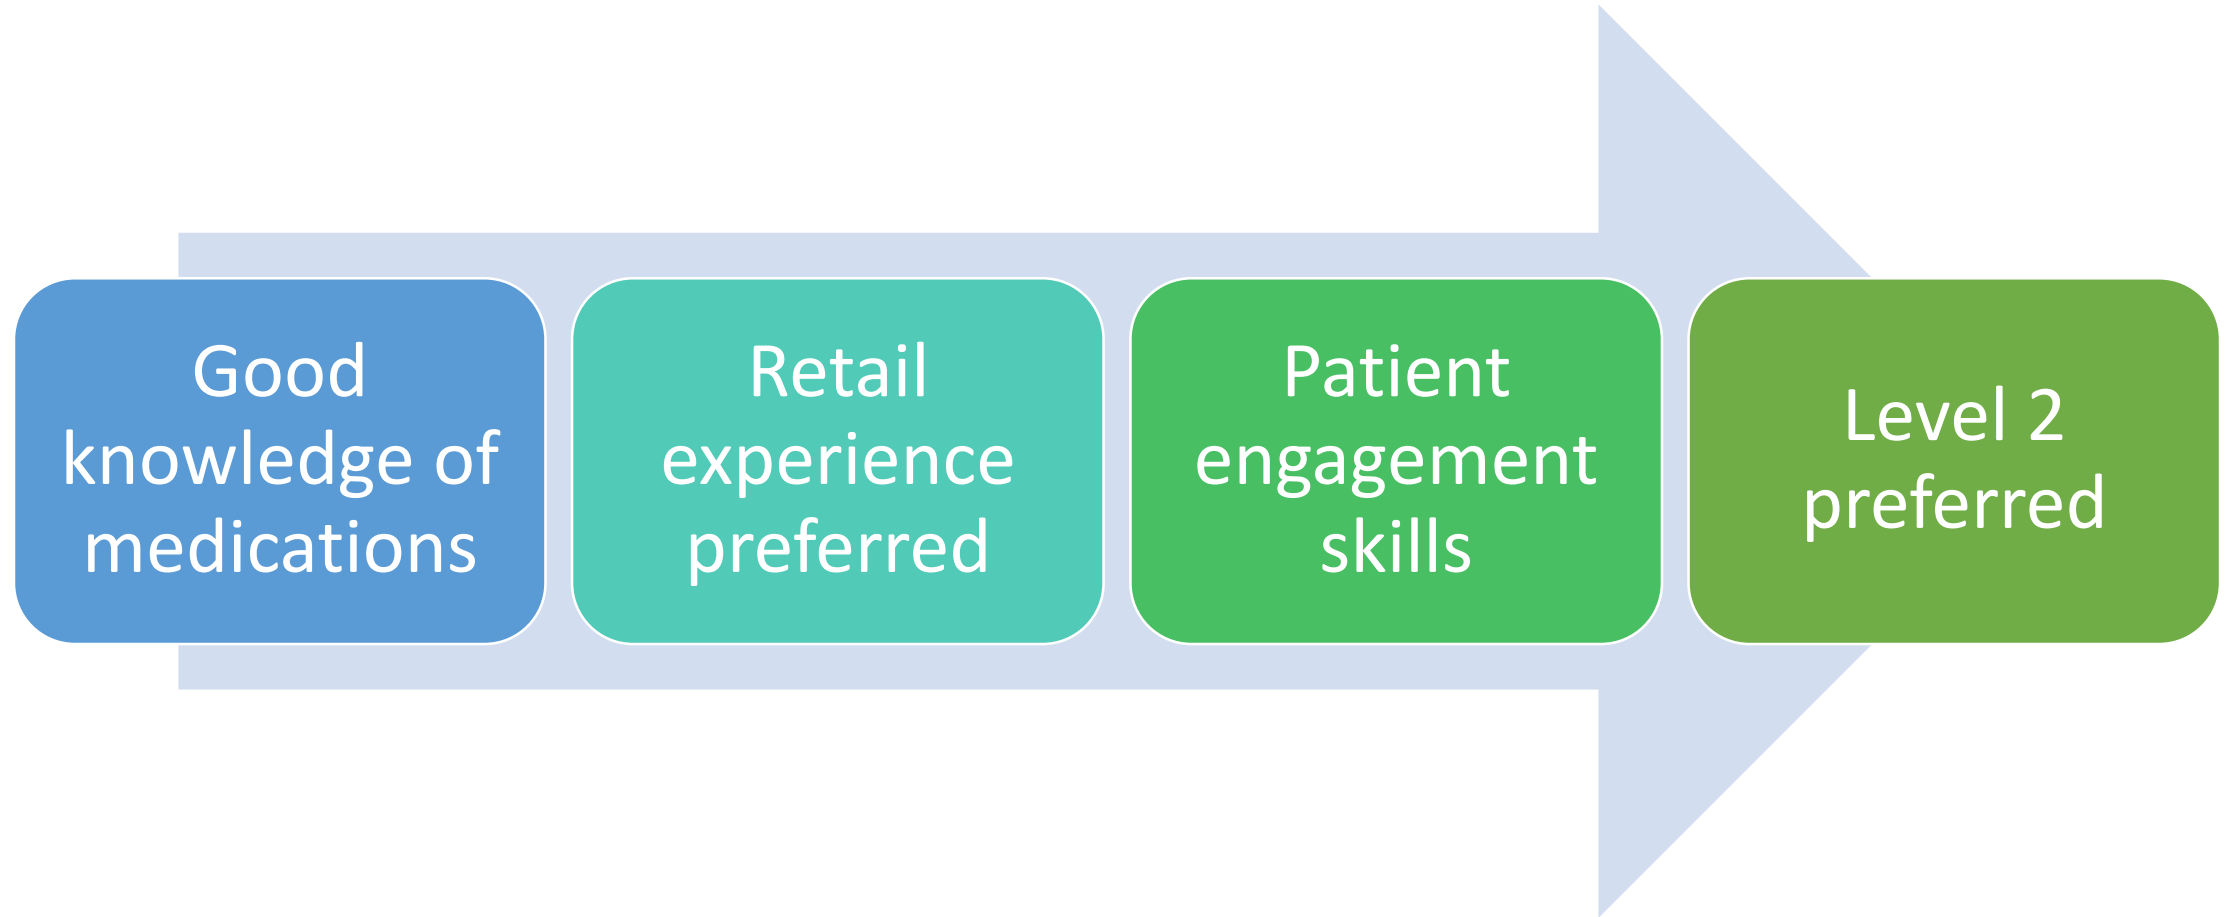 Good
knowledge of
medications
Retail
experience
preferred
Patient
engagement
skills
Level 2
preferred